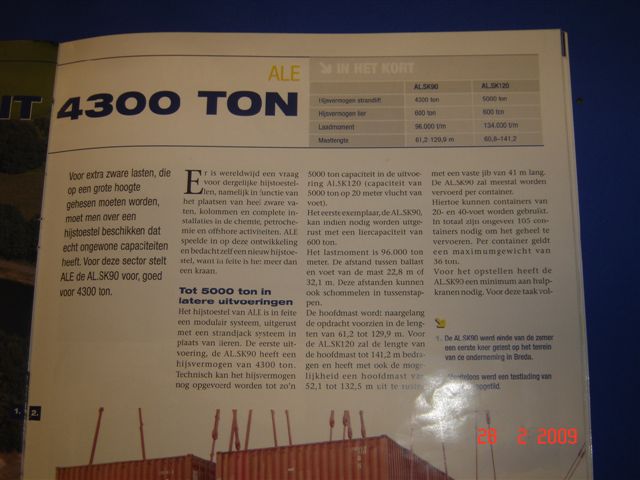 ALE
IT 4300 TON
IN HET KORT
AL.SK90 AL.SK120
Hijsvermogen strandlift 4300 ton 5000 ton
Hijsvermogen lier 600 ton 600 ton
Laadmoment 96.000 t/m 134.000 t/m
Mastlengte 61,2-129,9 m 60,8-141,2
Voor extra zware lasten, die
op een grote hoogte
gehesen moeten worden,
moet men over een
hijstoestel beschikken dat
echt ongewone capaciteiten
heeft. Voor deze sector stelt
ALE de AL.SK90 voor, goed
voor 4300 ton.
Er is wereldwijd een vraag
voor dergelijke hijstoestel-
len, namelijk in functie van
het plaatsen van heel zware va-
ten, kolommen en complete in-
stallaties in de chemie, petroche-
mie en offshore activiteiten. ALE
speelde in op deze ontwikkeling
en bedacht zelf een nieuw hijstoe-
stel, want in feite is het meer dan
een kraan.
Tot 5000 ton in
latere uitvoeringen
Het hijstoestel van ALE is in feite
een modulair systeem, uitgerust
met een strandjack systeem in
plaats van lieren. De eerste uit-
voering, de AL.SK90 heeft een
hijsvermogen van 4300 ton.
Technisch kan het hijsvermogen
nog opgevoerd worden tot zo'n
5000 ton capaciteit in de uitvoe-
ring AL.SK120 (capaciteit van
5000 ton op 20 meter vlucht van
voet).
Het eerste exemplaar, de AL.SK90,
kan indien nodig worden uitge-
rust met een liercapaciteit van
600 ton.
Het lastmoment is 96.000 ton
meter. De afstand tussen ballast
en voet van de mast 22,8 m of
32,1 m. Deze afstanden kunnen
ook schommelen in tussenstap-
pen.
De hoofdmast word: naargelang
de opdracht voorzien in de leng-
ten van 61,2 tot 129,9 m. Voor
de AL.SK120 zal de lengte van
de hoofdmast tot 141,2 m bedra-
gen en heeft met ook de moge-
lijkheid een hoofdmast van
52,1 tot 132,5 m uit te rusten
met een vaste jib van 41 m lang.
De AL.SK90 zal meestal worden
vervoerd per container.
Hiertoe kunnen containers van
20- en 40-voet worden gebruikt.
In totaal zijn ongeveer 105 con-
tainers nodig om het geheel te
vervoeren. Per container geldt
een maximumgewicht van
36 ton.
Voor het opstellen heeft de
AL.SK90 een minimum aan hulp-
kranen nodig. Voor deze taak vol-
1. De AL.SK90 werd einde van de zomer
een eerste keer getest op het terrein
van de onderneming in Breda.
werd een testlading van
1. 2.
28 2 2009